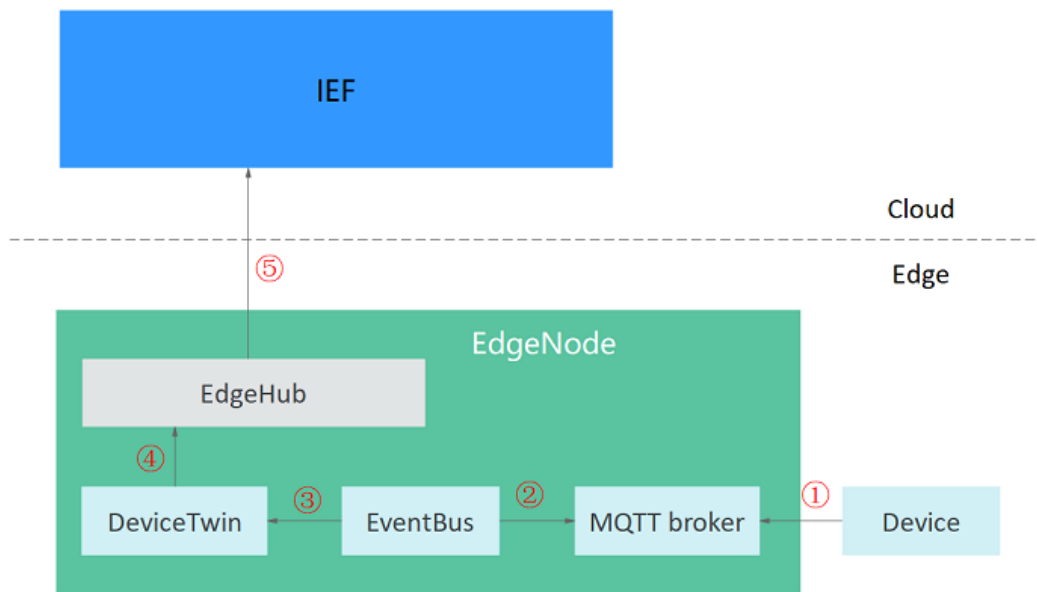 IEF
Cloud
⑤
Edge
EdgeNode
EdgeHub
④
③
②
①
DeviceTwin
EventBus
MQTT broker
Device